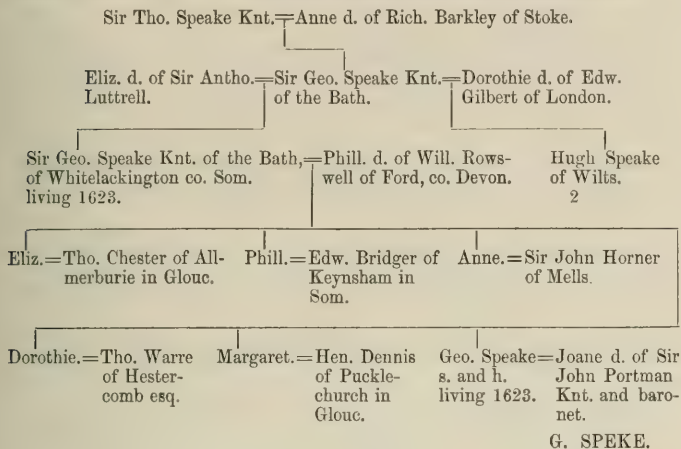 Sir Tho. Speake Knt.=Anne d. of Rich. Barkley of Stoke.
Eliz. d. of Sir Antho.=Sir Geo. Speake Knt.=Dorothie d. of Edw.
Luttrell. of the Bath. Gilbert of London.
Sir Geo. Speake Knt. of the Bath,=Phill. d. of Will. Rows- Hugh Speake
of Whitelackington co. Som. well of Ford, co. Devon. of Wilts.
living 1623. 2
Eliz.=Tho. Chester of All- Phill.=Edw. Bridger of Anne.=Sir John Horner
merburie in Glouc. Keynsham in of Mells.
Som.
Dorothie.=Tho. Warre Margaret.=Hen. Dennis Geo. Speake=Joane d. of Sir
of Hester- of Puckle- s. and h. John Portman
comb esq. church in living 1623. Knt. and baro-
Glouc. net.
G. SPEKE.